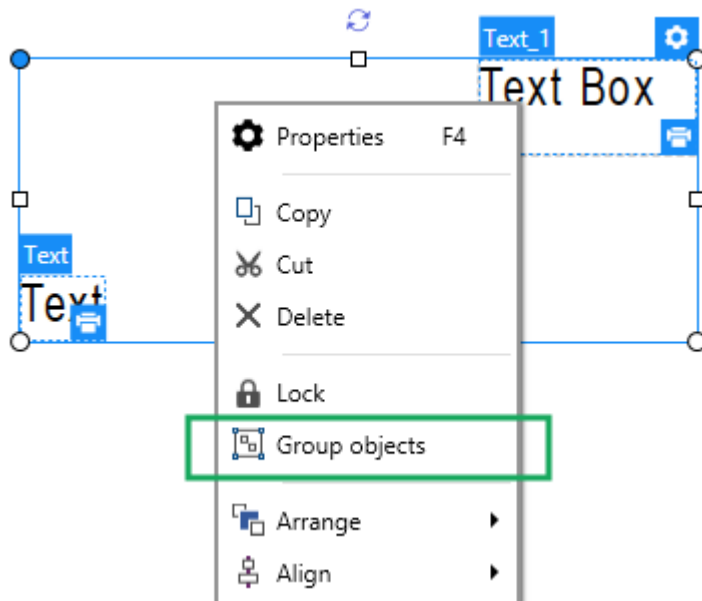 Text_1
Text Box
Properties F4
Copy
Cut
Text
Text
Delete
Lock
Group objects
Arrange
Align